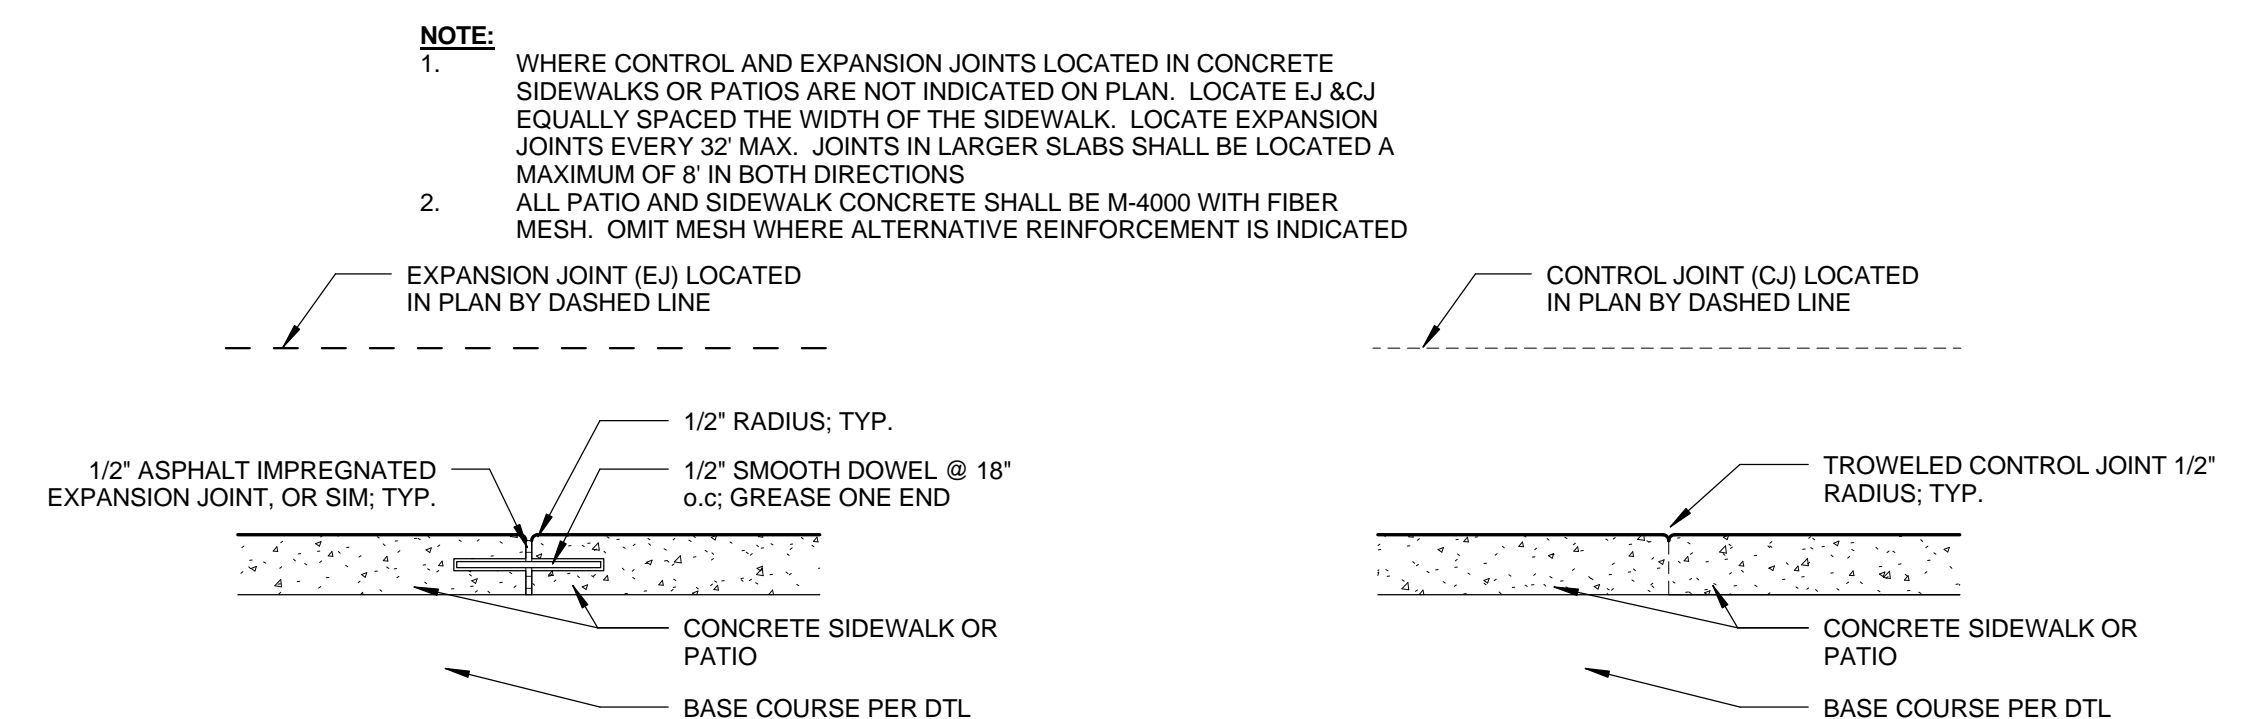 NOTE:
1. WHERE CONTROL AND EXPANSION JOINTS LOCATED IN CONCRETE
SIDEWALKS OR PATIOS ARE NOT INDICATED ON PLAN. LOCATE EJ &CJ
EQUALLY SPACED THE WIDTH OF THE SIDEWALK. LOCATE EXPANSION
JOINTS EVERY 32' MAX. JOINTS IN LARGER SLABS SHALL BE LOCATED A
MAXIMUM OF 8' IN BOTH DIRECTIONS
2. ALL PATIO AND SIDEWALK CONCRETE SHALL BE M-4000 WITH FIBER
MESH. OMIT MESH WHERE ALTERNATIVE REINFORCEMENT IS INDICATED
EXPANSION JOINT (EJ) LOCATED
IN PLAN BY DASHED LINE
1/2" RADIUS; TYP.
1/2" ASPHALT IMPREGNATED
EXPANSION JOINT, OR SIM; TYP.
1/2" SMOOTH DOWEL @ 18"
o.c; GREASE ONE END
CONCRETE SIDEWALK OR
PATIO
BASE COURSE PER DTL
CONTROL JOINT (CJ) LOCATED
IN PLAN BY DASHED LINE
TROWELED CONTROL JOINT 1/2"
RADIUS; TYP.
CONCRETE SIDEWALK OR
PATIO
BASE COURSE PER DTL